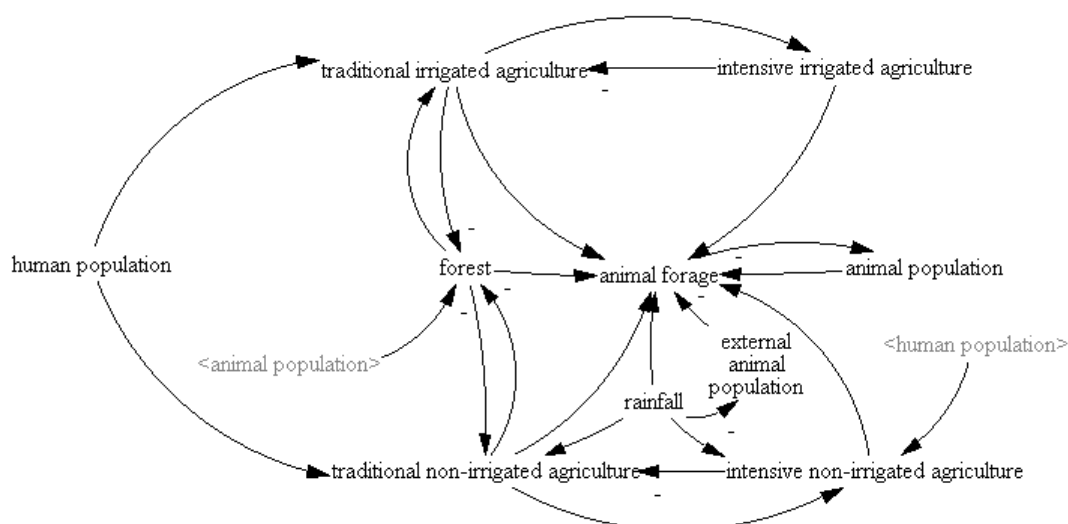 traditional irrigated agriculture
intensive irrigated agriculture
-
human population
-
forest
-
animal forage
-
animal population
-
-
<animal population>
external
animal
population
<human population>
rainfall
-
traditional non-irrigated agriculture
intensive non-irrigated agriculture
-